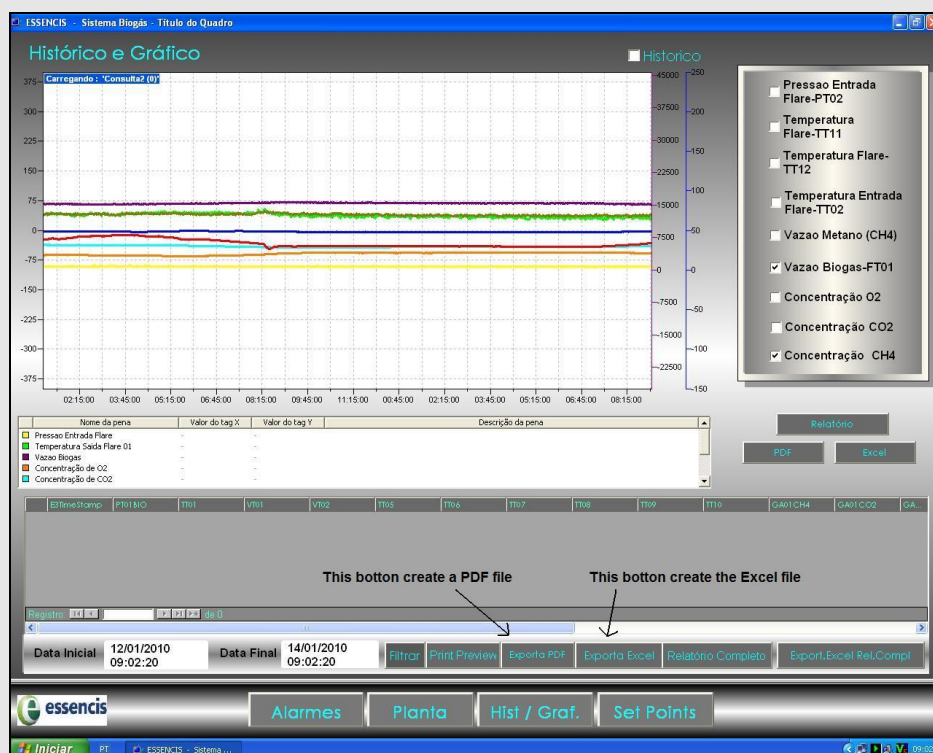 ESSENCIS - Sistema Biogás - Título do Quadro
Histórico e Gráfico
Historico
Carregando : 'Consulta2 (0)'
375
300
225
150
75
0
-75
-150
-225
-300
-375
45000
37500
30000
22500
15000
7500
0
-7500
-15000
-22500
250
200
150
100
50
0
-50
-100
-150
02:15:00 03:45:00 05:15:00 06:45:00 08:15:00 09:45:00 11:15:00 00:45:00 02:15:00 03:45:00 05:15:00 06:45:00 08:15:00
Pressao Entrada
Flare-PT02
Temperatura
Flare-TT11
Temperatura Flare-
TT12
Temperatura Entrada
Flare-TT02
Vazao Metano (CH4)
Vazao Biogas-FT01
Concentração O2
Concentração CO2
Concentração CH4
Nome da pena Valor do tag X Valor do tag Y Descrição da pena
Pressao Entrada Flare - -
Temperatura Saida Flare 01 - -
Vazao Biogas - -
Concentração de O2 - -
Concentração de CO2 - -
Relatório
PDF Excel
E3TimeStamp PT01BIO TT01 VT01 VT02 TT05 TT06 TT07 TT08 TT09 TT10 GA01CH4 GA01CO2 GA...
This botton create a PDF file
This botton create the Excel file
Registro: de 0
Data Inicial 12/01/2010
09:02:20
Data Final 14/01/2010
09:02:20
Filtrar Print Preview Exporta PDF Exporta Excel Relatório Completo Export.Excel Rel.Compl
essencis
Alarmes Planta Hist / Graf. Set Points
Iniciar PT ESSENCIS - Sistema ... 09:02